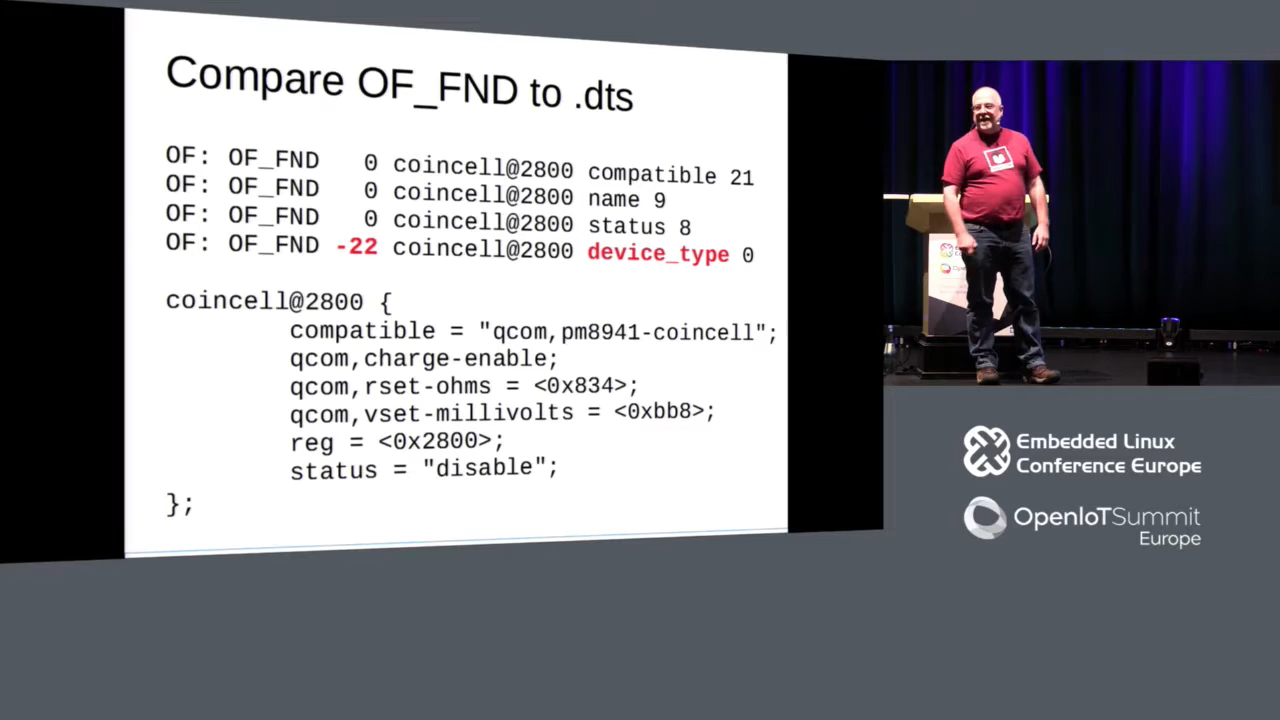 Compare OF_FND to .dts
OF: OF_FND 0 coincell@2800 compatible 21
OF: OF_FND 0 coincell@2800 name 9
OF: OF_FND 0 coincell@2800 status 8
OF: OF_FND -22 coincell@2800 device_type 0
coincell@2800 {
compatible = "qcom,pm8941-coincell";
qcom,charge-enable;
qcom,rset-ohms = <0x834>;
qcom,vset-millivolts = <0xbb8>;
reg = <0x2800>;
status = "disable";
};
Embedded Linux
Conference Europe
OpenIoTSummit
Europe